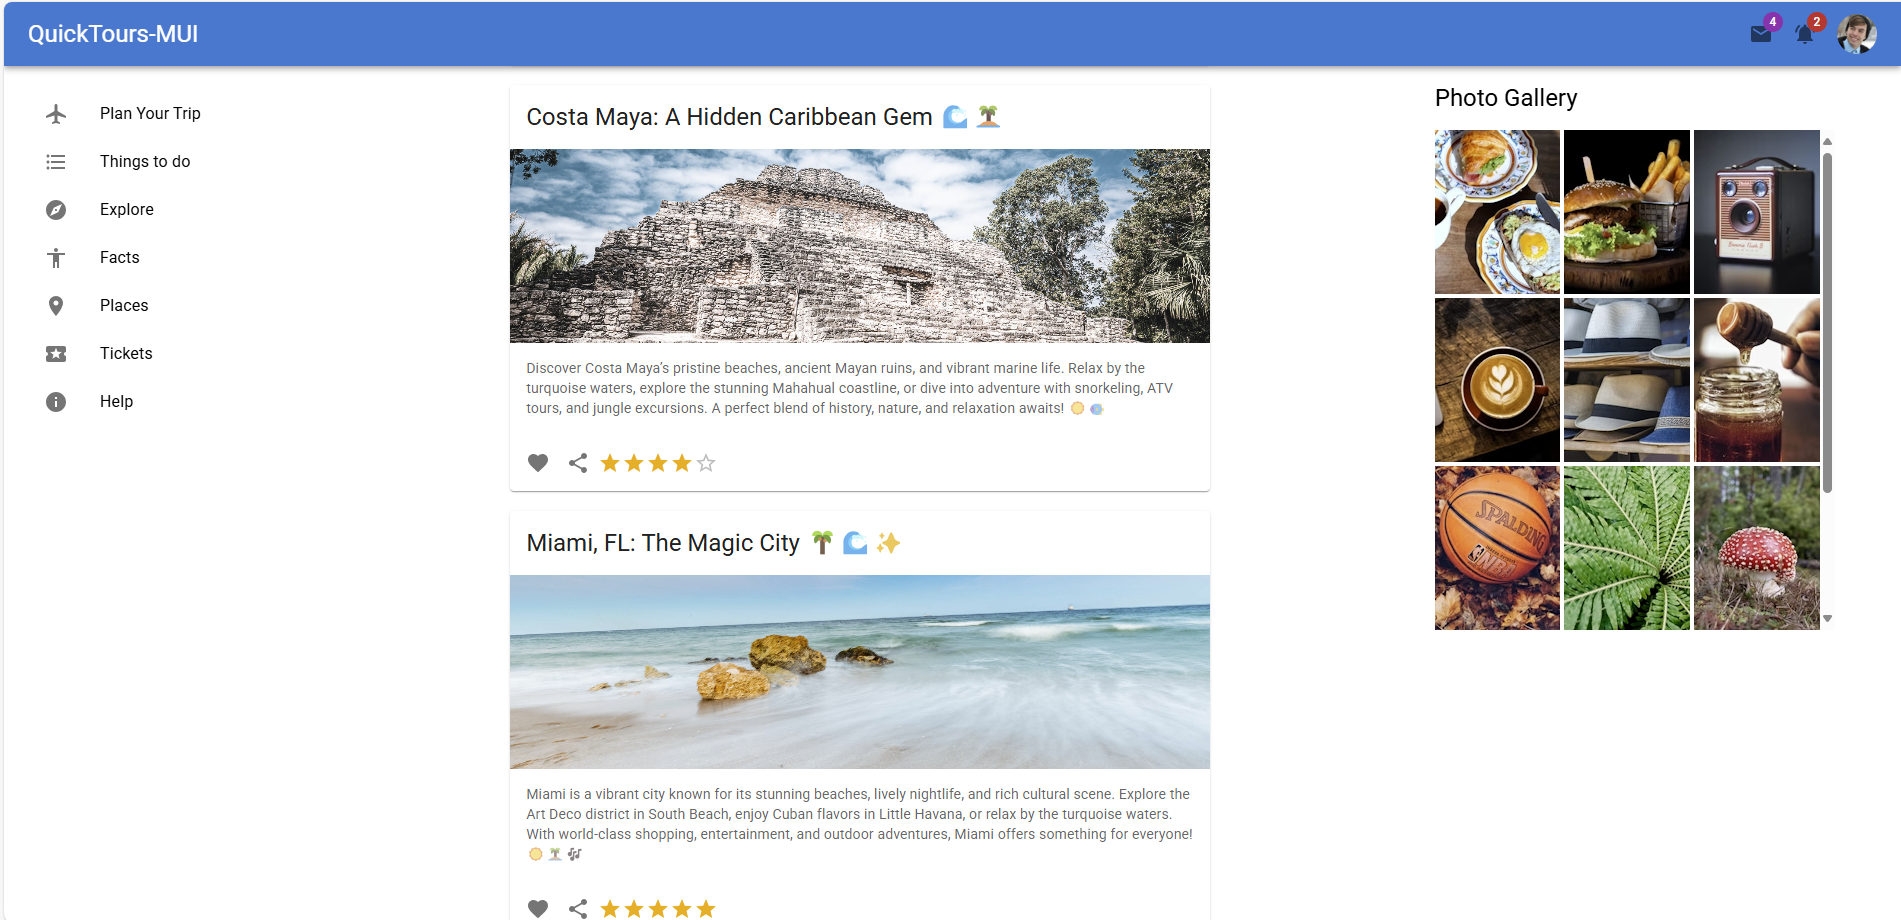 QuickTours-MUI
4
2
Plan Your Trip
Things to do
Explore
Facts
Places
Tickets
Help
Costa Maya: A Hidden Caribbean Gem 🌊 🏝️
Discover Costa Maya’s pristine beaches, ancient Mayan ruins, and vibrant marine life. Relax by the
turquoise waters, explore the stunning Mahahual coastline, or dive into adventure with snorkeling, ATV
tours, and jungle excursions. A perfect blend of history, nature, and relaxation awaits!
Miami, FL: The Magic City 🌴 🌊 ✨
Miami is a vibrant city known for its stunning beaches, lively nightlife, and rich cultural scene. Explore the
Art Deco district in South Beach, enjoy Cuban flavors in Little Havana, or relax by the turquoise waters.
With world-class shopping, entertainment, and outdoor adventures, Miami offers something for everyone!
🌞 🏝️ 🎶
Photo Gallery
SPALDING
NBA